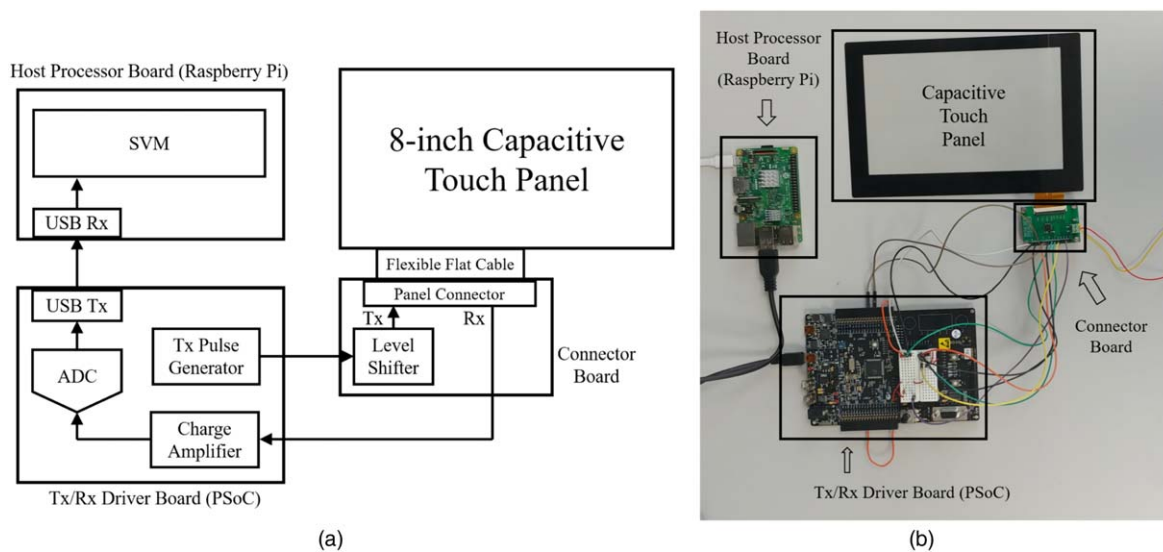 Host Processor Board (Raspberry Pi)
SVM
USB Rx
USB Tx
ADC
Tx Pulse
Generator
Charge
Amplifier
Tx/Rx Driver Board (PSoC)
8-inch Capacitive
Touch Panel
Flexible Flat Cable
Panel Connector
Tx
Rx
Level
Shifter
Connector
Board
(a)
Host Processor
Board
(Raspberry Pi)
Capacitive
Touch
Panel
Connector
Board
Tx/Rx Driver Board (PSoC)
(b)